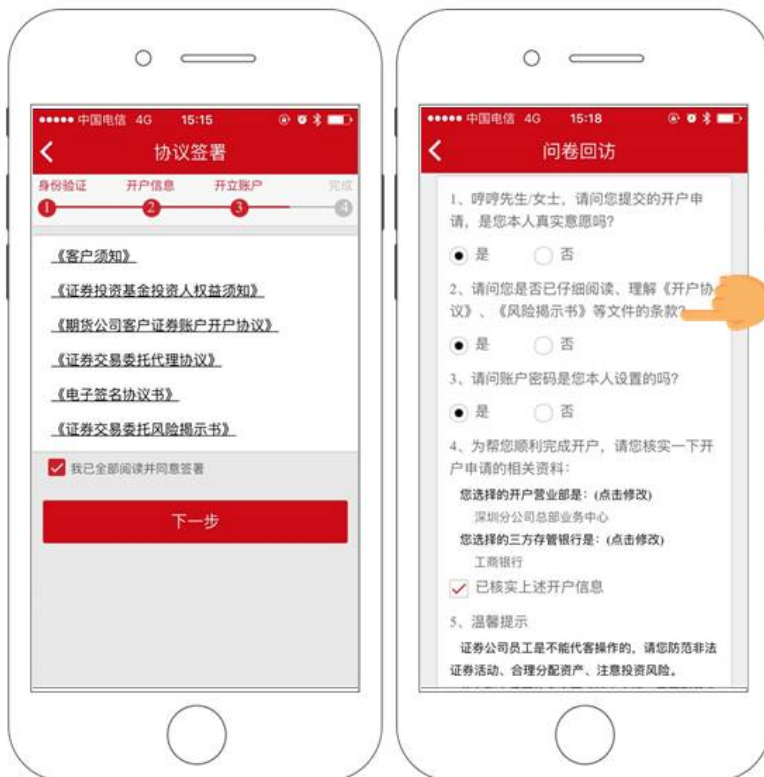 中国电信 4G 15:15
协议签署
身份验证 开户信息 开立账户 完成
1 2 3 4
《客户须知》
《证券投资基金投资人权益须知》
《期货公司客户证券账户开户协议》
《证券交易委托代理协议》
《电子签名协议书》
《证券交易委托风险揭示书》
我已全部阅读并同意签署
下一步
中国电信 4G 15:18
问卷回访
1、哼哼先生/女士，请问您提交的开户申
请，是您本人真实意愿吗?
是 否
2、请问您是否已仔细阅读、理解《开户协
议》、《风险揭示书》等文件的条款?
是 否
3、请问账户密码是您本人设置的吗?
是 否
4、为帮您顺利完成开户，请您核实一下开
户申请的相关资料：
您选择的开户营业部是：(点击修改)
深圳分公司总部业务中心
您选择的三方存管银行是：(点击修改)
工商银行
已核实上述开户信息
5、温馨提示
证券公司员工是不能代客操作的，请您防范非法
证券活动、合理分配资产、注意投资风险。